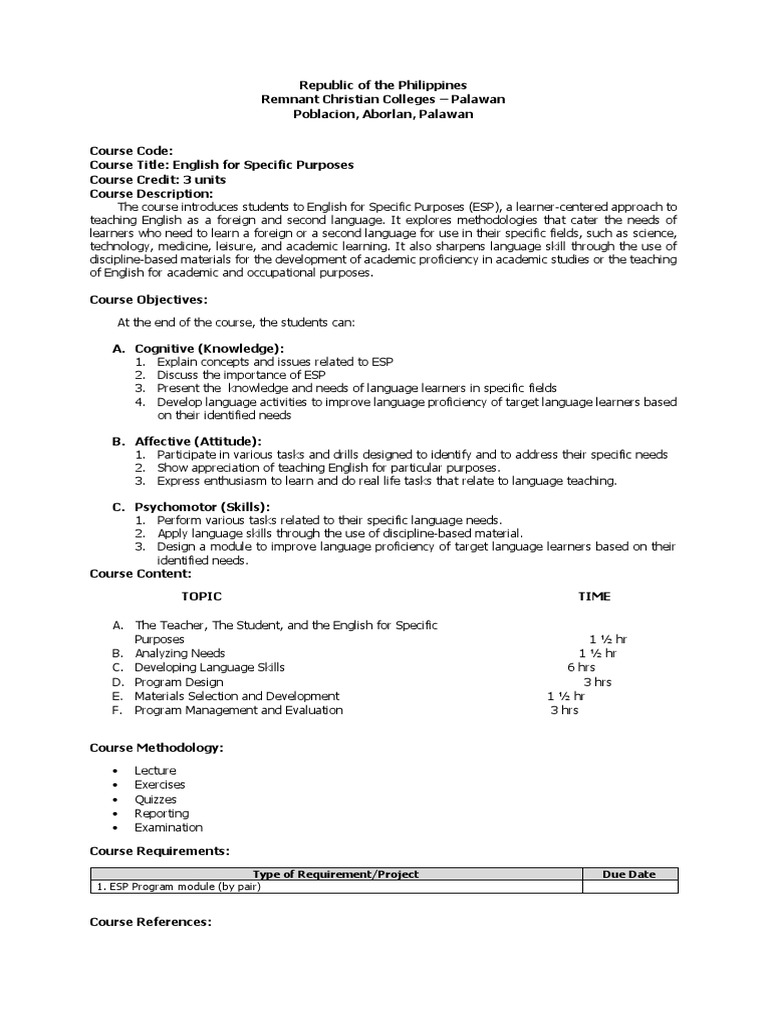 Republic of the Philippines
Remnant Christian Colleges – Palawan
Poblacion, Aborlan, Palawan
Course Code:
Course Title: English for Specific Purposes
Course Credit: 3 units
Course Description:
The course introduces students to English for Specific Purposes (ESP), a learner-centered approach to
teaching English as a foreign and second language. It explores methodologies that cater the needs of
learners who need to learn a foreign or a second language for use in their specific fields, such as science,
technology, medicine, leisure, and academic learning. It also sharpens language skill through the use of
discipline-based materials for the development of academic proficiency in academic studies or the teaching
of English for academic and occupational purposes.
Course Objectives:
At the end of the course, the students can:
A. Cognitive (Knowledge):
1. Explain concepts and issues related to ESP
2. Discuss the importance of ESP
3. Present the knowledge and needs of language learners in specific fields
4. Develop language activities to improve language proficiency of target language learners based
on their identified needs
B. Affective (Attitude):
1. Participate in various tasks and drills designed to identify and to address their specific needs
2. Show appreciation of teaching English for particular purposes.
3. Express enthusiasm to learn and do real life tasks that relate to language teaching.
C. Psychomotor (Skills):
1. Perform various tasks related to their specific language needs.
2. Apply language skills through the use of discipline-based material.
3. Design a module to improve language proficiency of target language learners based on their
identified needs.
Course Content:
TOPIC TIME
A. The Teacher, The Student, and the English for Specific
Purposes 1 ½ hr
B. Analyzing Needs 1 ½ hr
C. Developing Language Skills 6 hrs
D. Program Design 3 hrs
E. Materials Selection and Development 1 ½ hr
F. Program Management and Evaluation 3 hrs
Course Methodology:
• Lecture
• Exercises
• Quizzes
• Reporting
• Examination
Course Requirements:
Type of Requirement/Project Due Date
1. ESP Program module (by pair)
Course References: